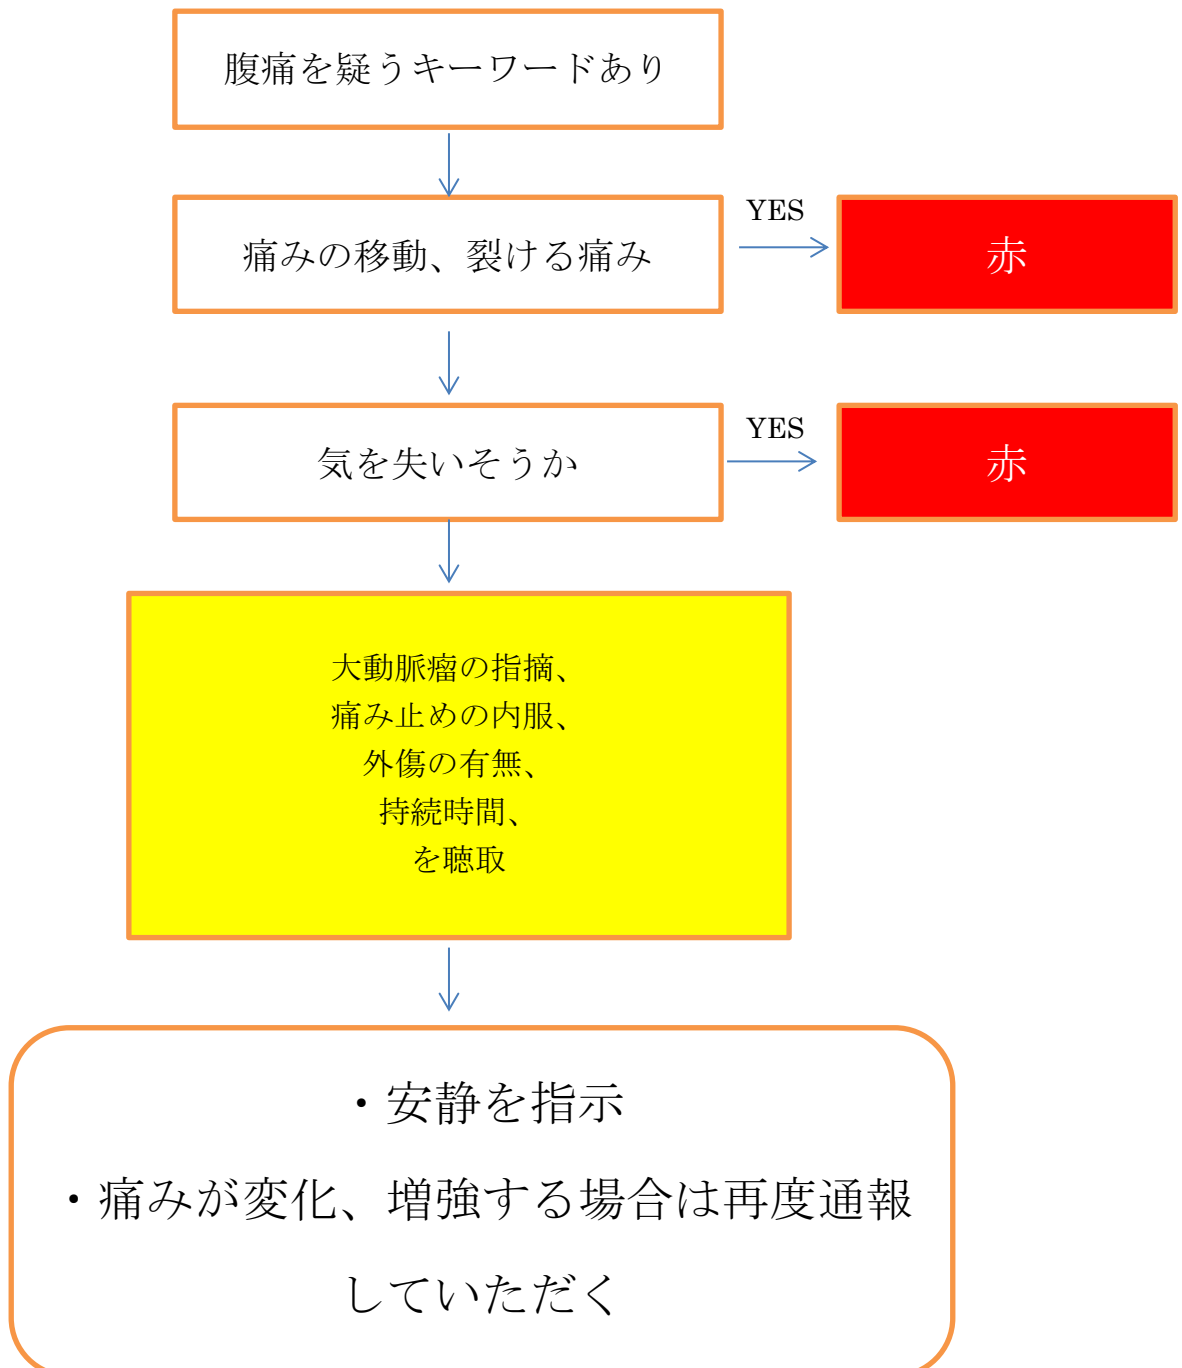 腹痛を疑うキーワードあり
痛みの移動、裂ける痛み
YES
赤
気を失いそうか
YES
赤
大動脈瘤の指摘、
痛み止めの内服、
外傷の有無、
持続時間、
を聴取
・安静を指示
・痛みが変化、増強する場合は再度通報
していただく